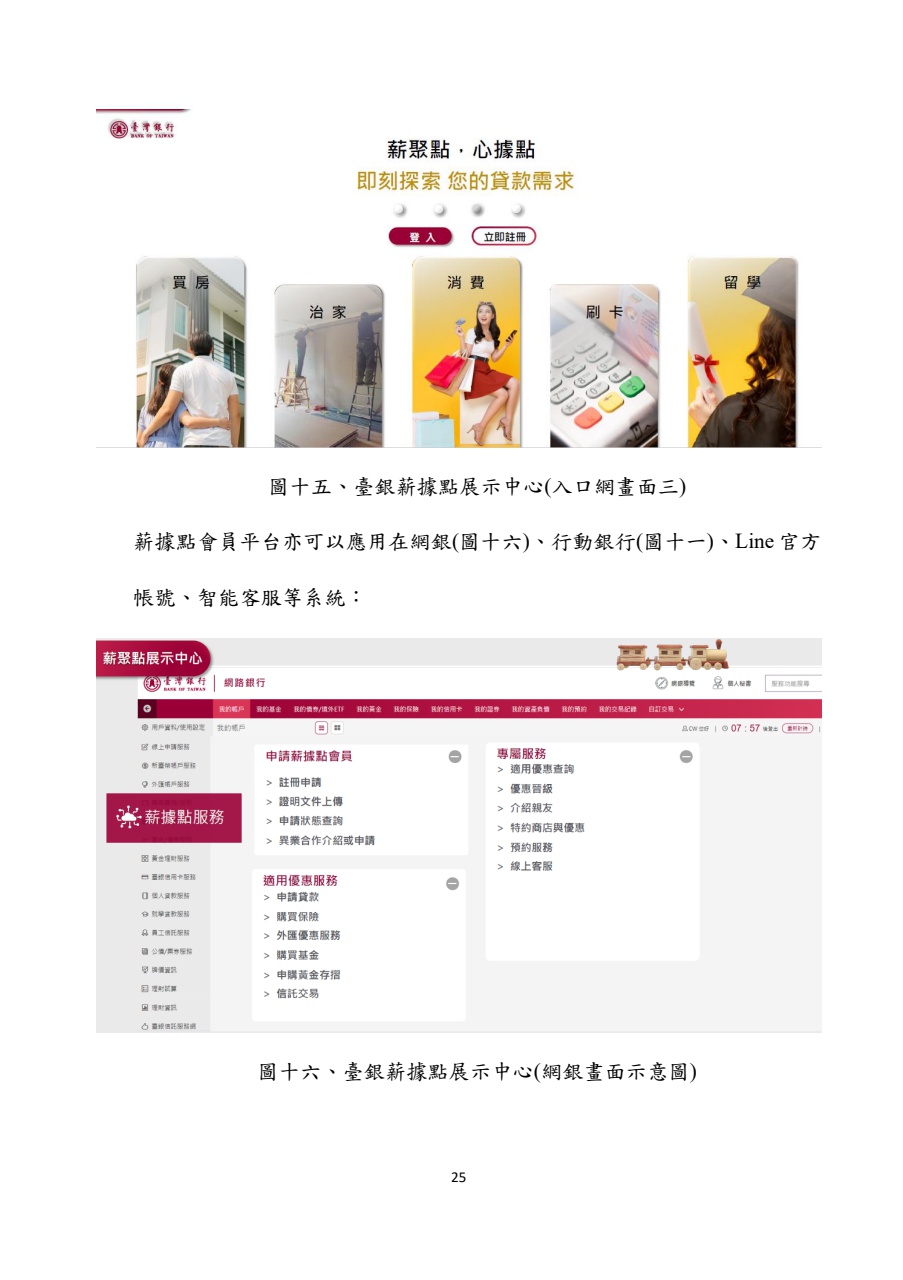 臺灣銀行
BANK OF TAIWAN
薪聚點．心據點
即刻探索 您的貸款需求
登 入
立即註冊
買 房
治 家
消 費
刷 卡
留 學
圖十五、臺銀薪據點展示中心(入口網畫面三)
薪據點會員平台亦可以應用在網銀(圖十六)、行動銀行(圖十一)、Line 官方
帳號、智能客服等系統：
薪聚點展示中心
臺灣銀行
BANK OF TAIWAN
網路銀行
網銀導覽
個人秘書
服務功能搜尋
我的帳戶 我的基金 我的債券/境外ETF 我的黃金 我的保險 我的信用卡 我的證券 我的資產負債 我的預約 我的交易紀錄 自訂交易
用戶資料/使用設定
我的帳戶
CW 您好
07 : 57 後登出
重新計時
線上申請服務
新臺幣帳戶服務
外匯帳戶服務
薪據點服務
黃金理財服務
臺銀信用卡服務
個人貸款服務
就學貸款服務
員工信託服務
公債/票券服務
牌價資訊
理財試算
理財資訊
臺銀信託服務網
申請薪據點會員
> 註冊申請
> 證明文件上傳
> 申請狀態查詢
> 異業合作介紹或申請
適用優惠服務
> 申請貸款
> 購買保險
> 外匯優惠服務
> 購買基金
> 申購黃金存摺
> 信託交易
專屬服務
> 適用優惠查詢
> 優惠晉級
> 介紹親友
> 特約商店與優惠
> 預約服務
> 線上客服
圖十六、臺銀薪據點展示中心(網銀畫面示意圖)
25